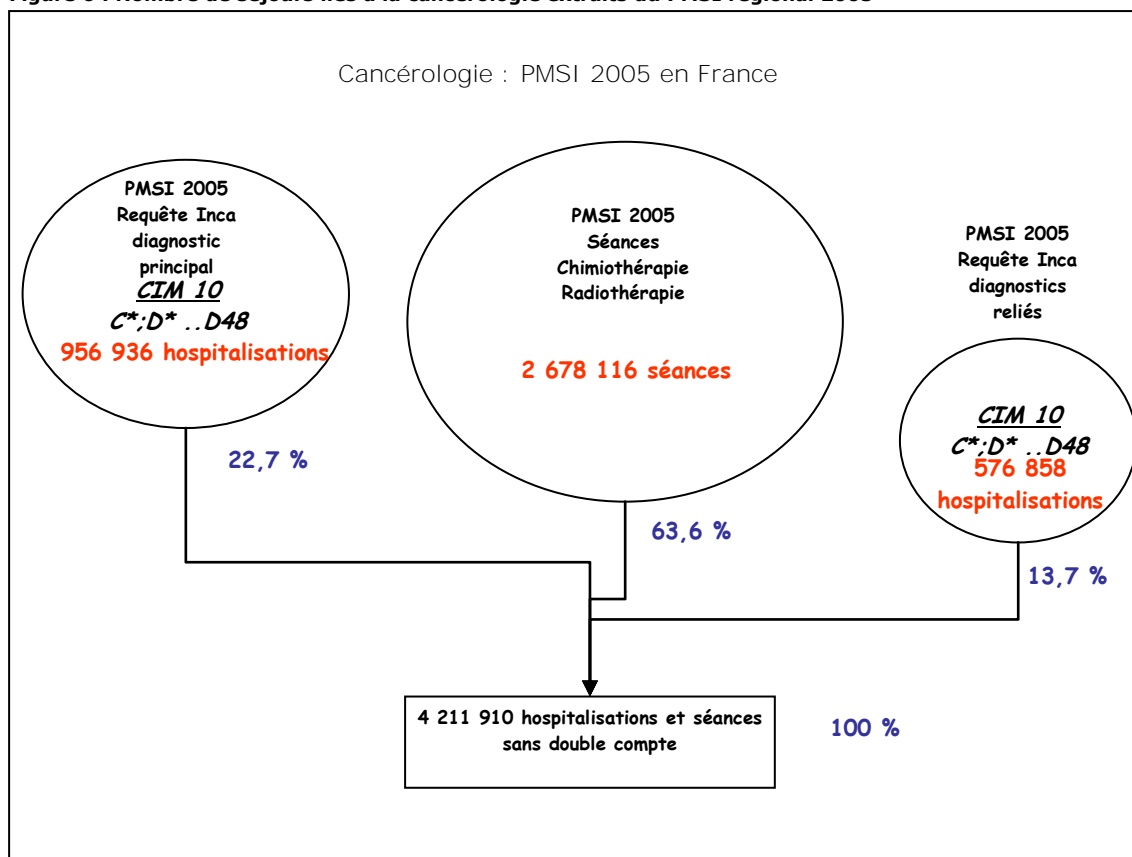 Cancérologie : PMSI 2005 en France
PMSI 2005
Requête Inca
diagnostic
principal
CIM 10
C*;D* ..D48
956 936 hospitalisations
22,7 %
PMSI 2005
Séances
Chimiothérapie
Radiothérapie
2 678 116 séances
63,6 %
PMSI 2005
Requête Inca
diagnostics
reliés
CIM 10
C*;D* ..D48
576 858
hospitalisations
13,7 %
4 211 910 hospitalisations et séances
sans double compte
100 %